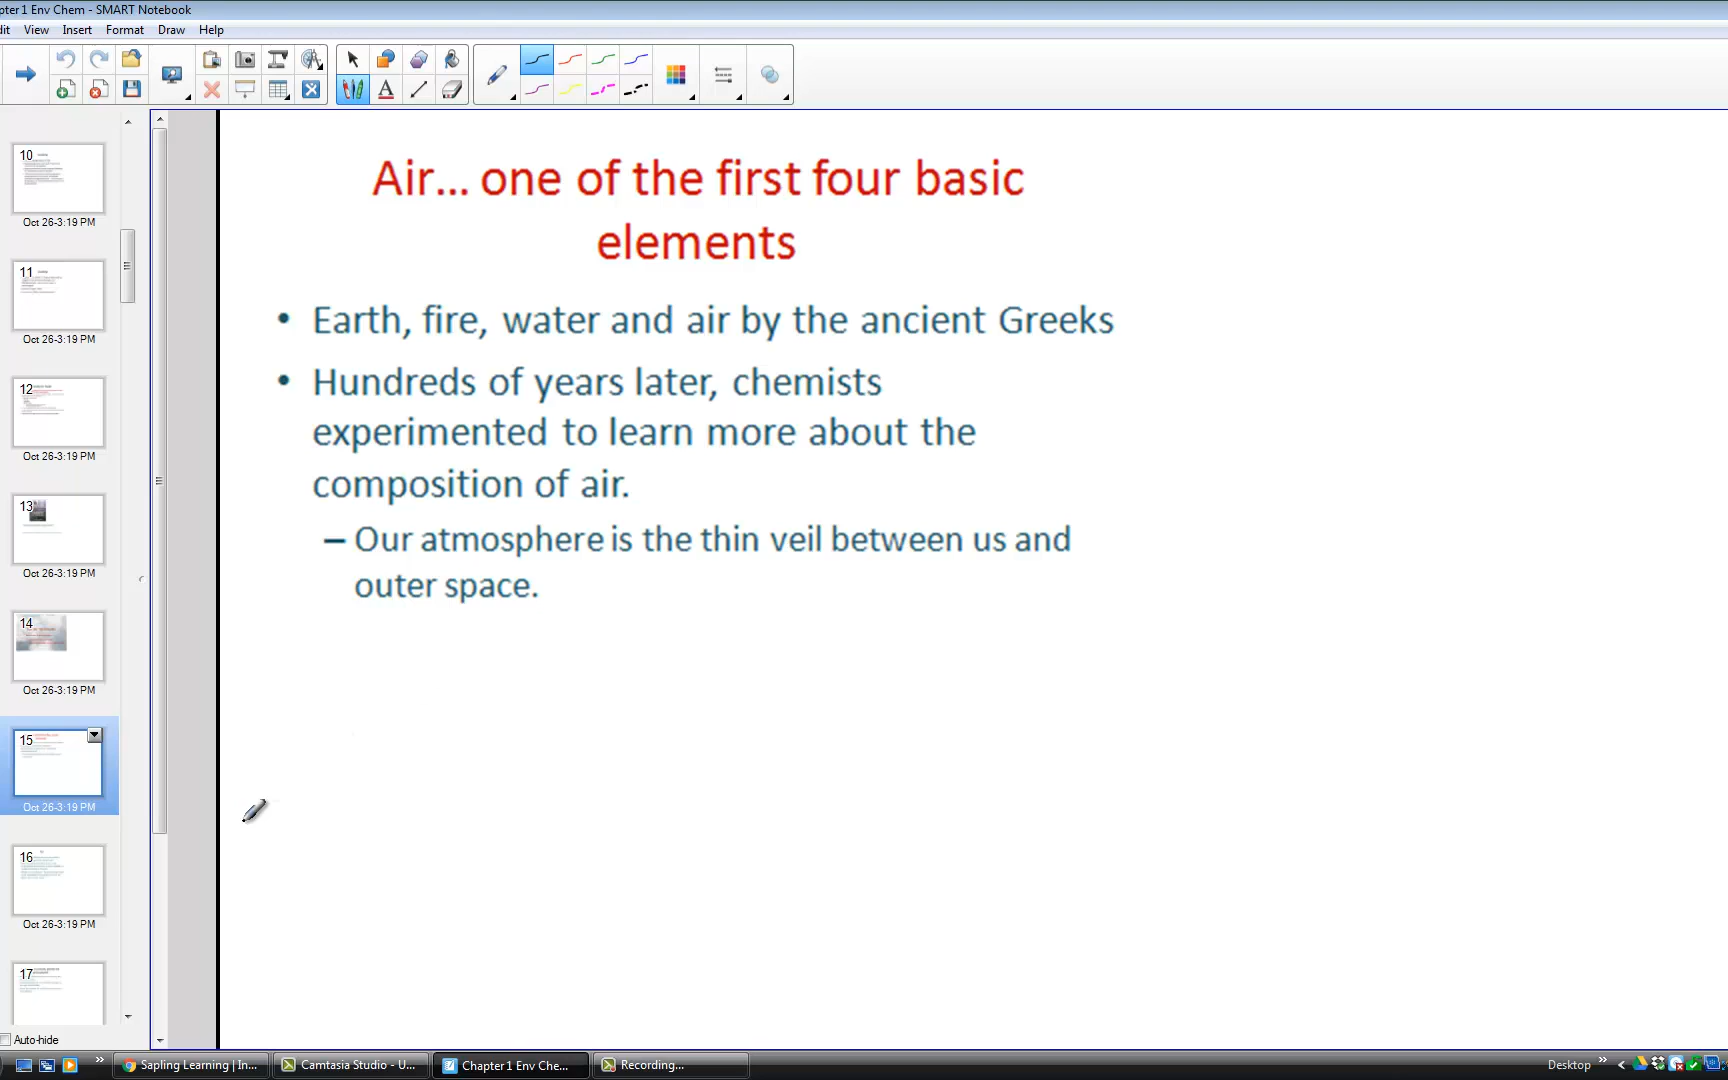 pter 1 Env Chem - SMART Notebook
dit View Insert Format Draw Help
10
Oct 26-3:19 PM
11
Oct 26-3:19 PM
12
Oct 26-3:19 PM
13
Oct 26-3:19 PM
14
Oct 26-3:19 PM
15
Oct 26-3:19 PM
16
Oct 26-3:19 PM
17
Auto-hide
Air... one of the first four basic
elements
• Earth, fire, water and air by the ancient Greeks
• Hundreds of years later, chemists
experimented to learn more about the
composition of air.
– Our atmosphere is the thin veil between us and
outer space.
Sapling Learning | In... Camtasia Studio - U... Chapter 1 Env Che... Recording... Desktop